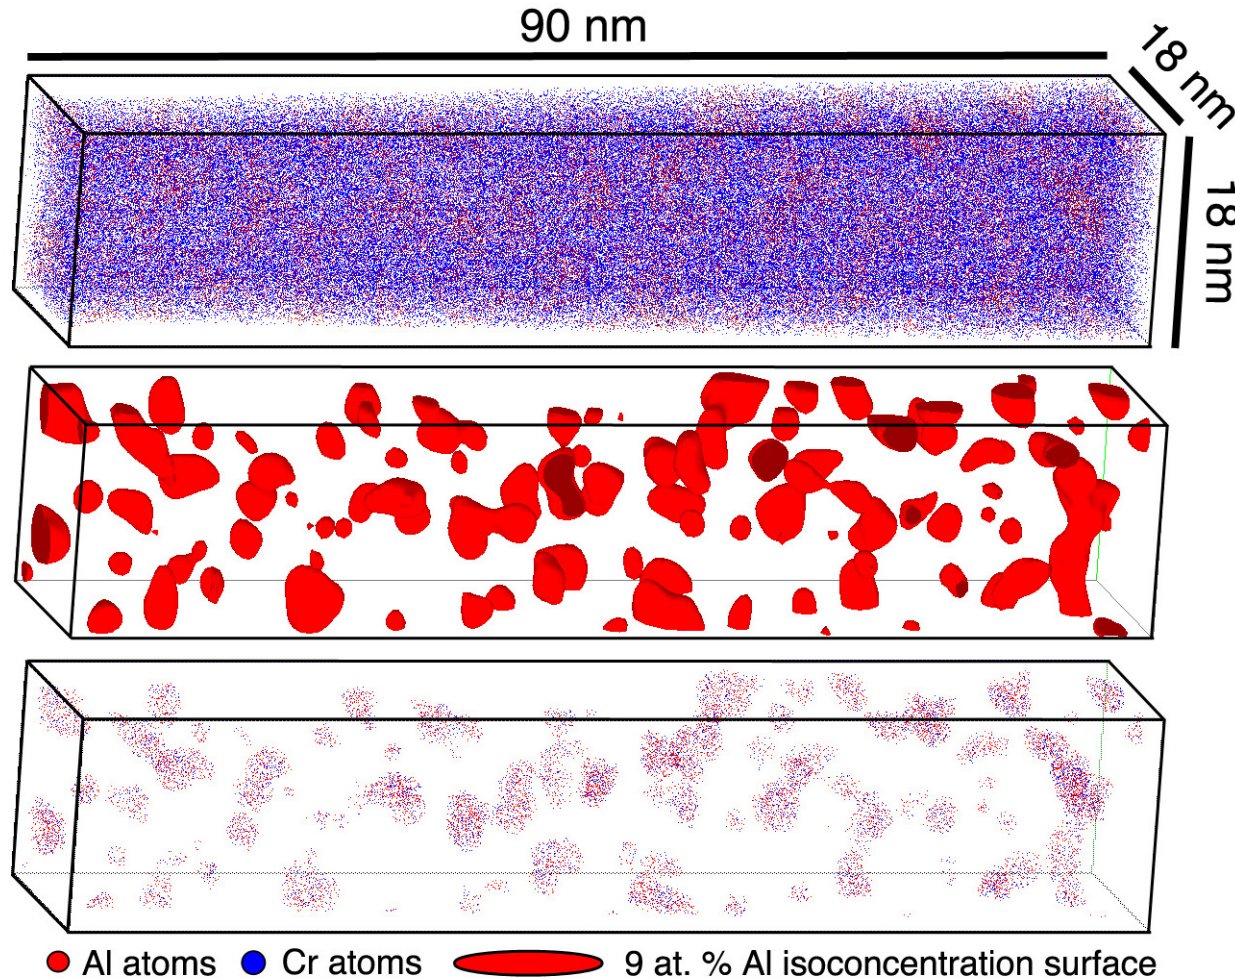 90 nm
18 nm
18 nm
Al atoms Cr atoms 9 at. % Al isoconcentration surface